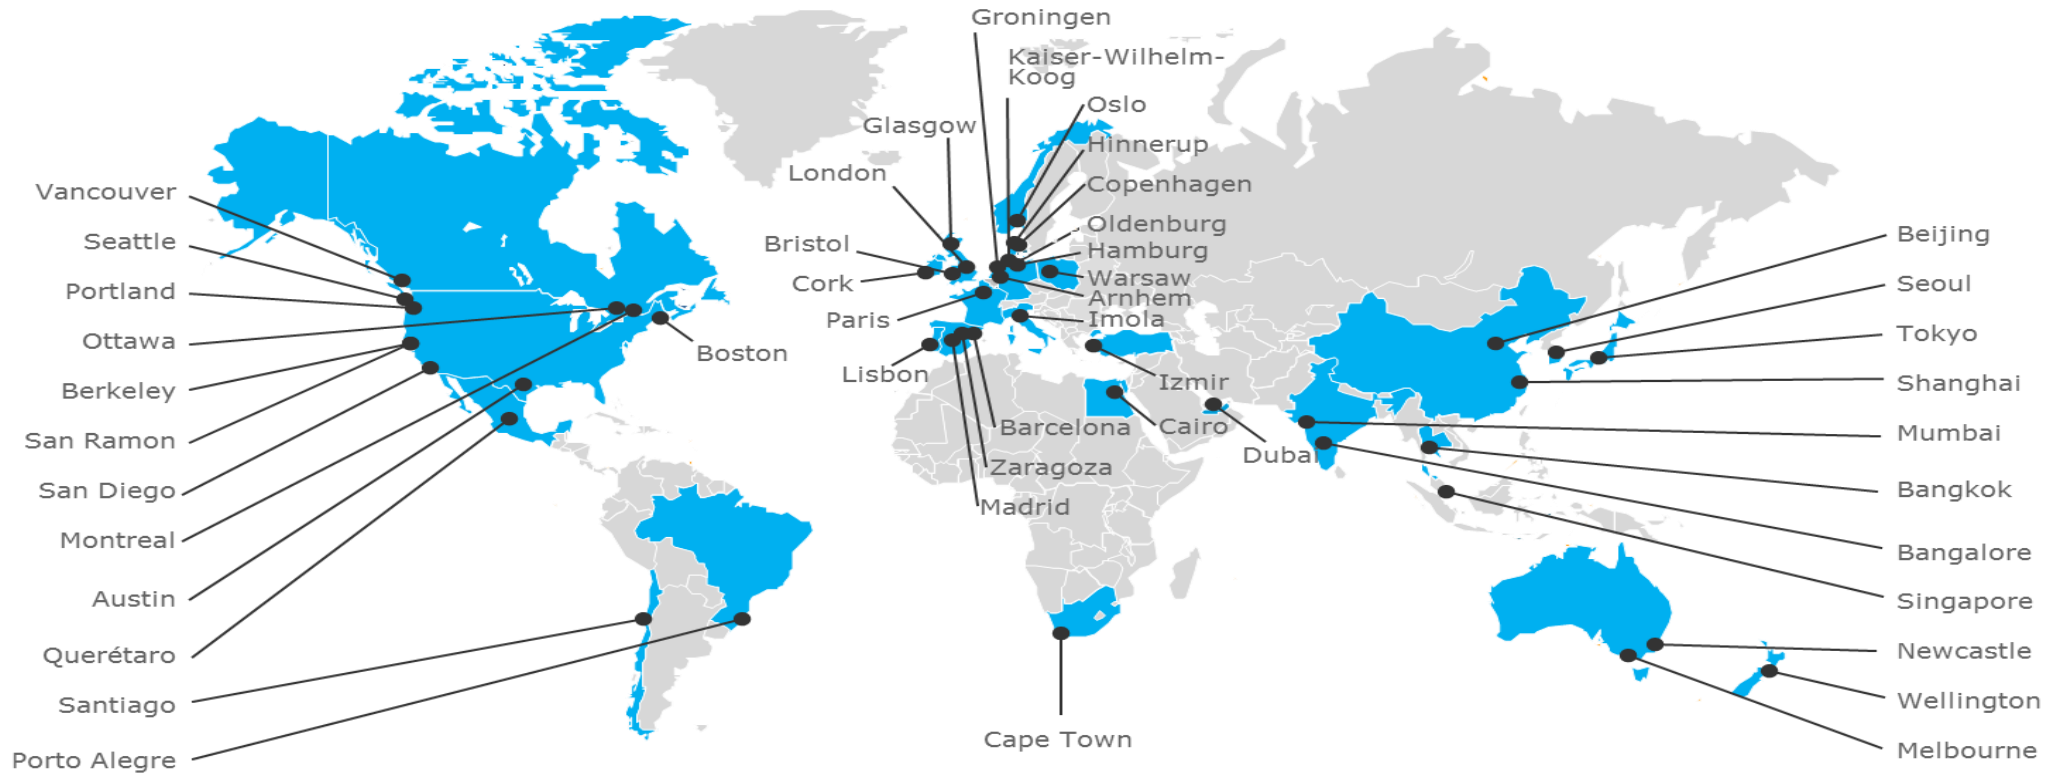 Groningen
Kaiser-Wilhelm-
Koog
Oslo
Glasgow
Hinnerup
London
Copenhagen
Vancouver
Oldenburg
Seattle
Bristol
Hamburg
Beijing
Portland
Cork
Warsaw
Seoul
Arnhem
Paris
Imola
Ottawa
Boston
Tokyo
Berkeley
Lisbon
Izmir
Shanghai
San Ramon
Barcelona
Cairo
Mumbai
Dubai
Zaragoza
San Diego
Madrid
Bangkok
Montreal
Bangalore
Austin
Singapore
Querétaro
Newcastle
Santiago
Wellington
Cape Town
Porto Alegre
Melbourne